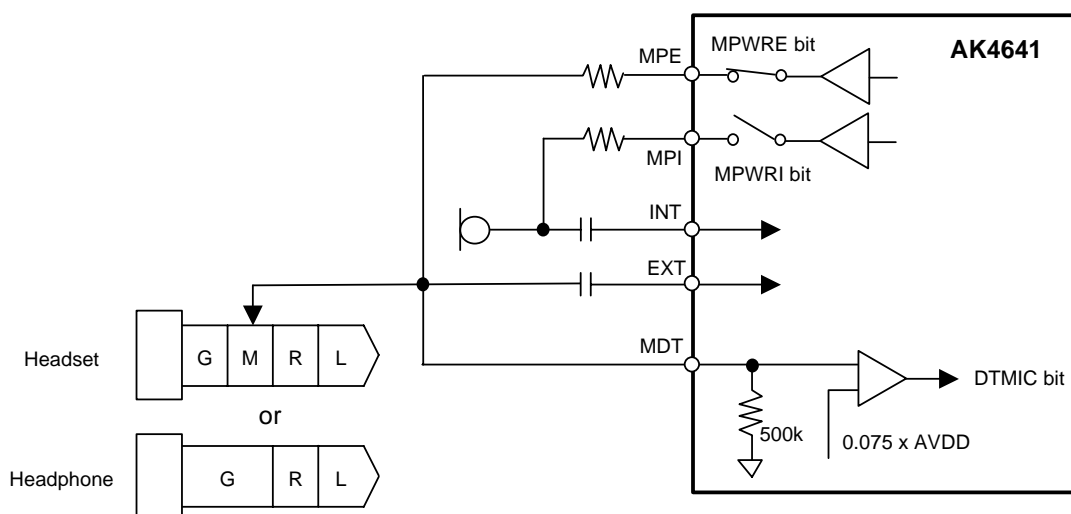 MPWRE bit
AK4641
MPE
MPI
MPWRI bit
INT
EXT
MDT
DTMIC bit
500k
0.075 x AVDD
Headset
G M R L
or
Headphone
G R L